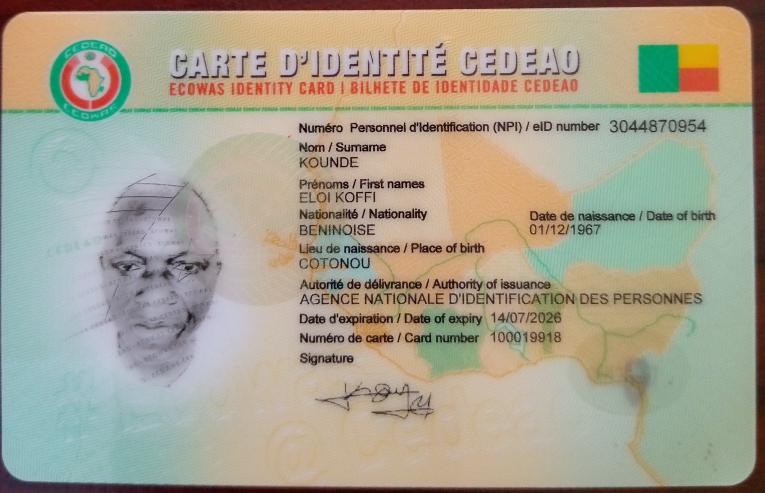 CEDEAO
ECOWAS
CARTE D'IDENTITÉ CEDEAO
ECOWAS IDENTITY CARD I BILHETE DE IDENTIDADE CEDEAO
Numéro Personnel d'Identification (NPI) / eID number 3044870954
Nom / Surname
KOUNDE
Prénoms / First names
ELOI KOFFI
Nationalité / Nationality
BENINOISE
Date de naissance / Date of birth
01/12/1967
Lieu de naissance / Place of birth
COTONOU
Autorité de délivrance / Authority of issuance
AGENCE NATIONALE D'IDENTIFICATION DES PERSONNES
Date d'expiration / Date of expiry 14/07/2026
Numéro de carte / Card number 100019918
Signature